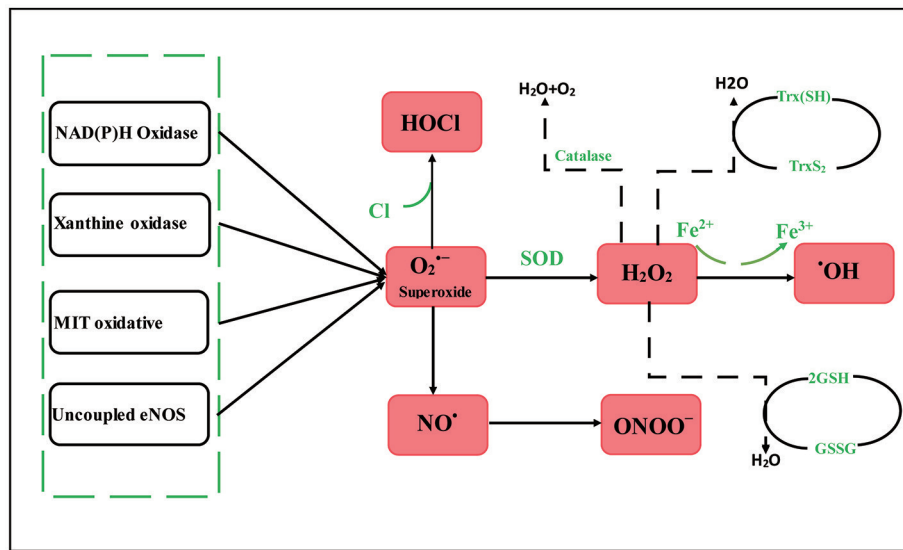 NAD(P)H Oxidase
Xanthine oxidase
MIT oxidative
Uncoupled eNOS
HOCl
Cl
O₂•−
Superoxide
NO•
ONOO⁻
SOD
H₂O₂
H₂O+O₂
Catalase
H2O
Trx(SH)
TrxS₂
Fe²⁺
Fe³⁺
•OH
2GSH
GSSG
H₂O